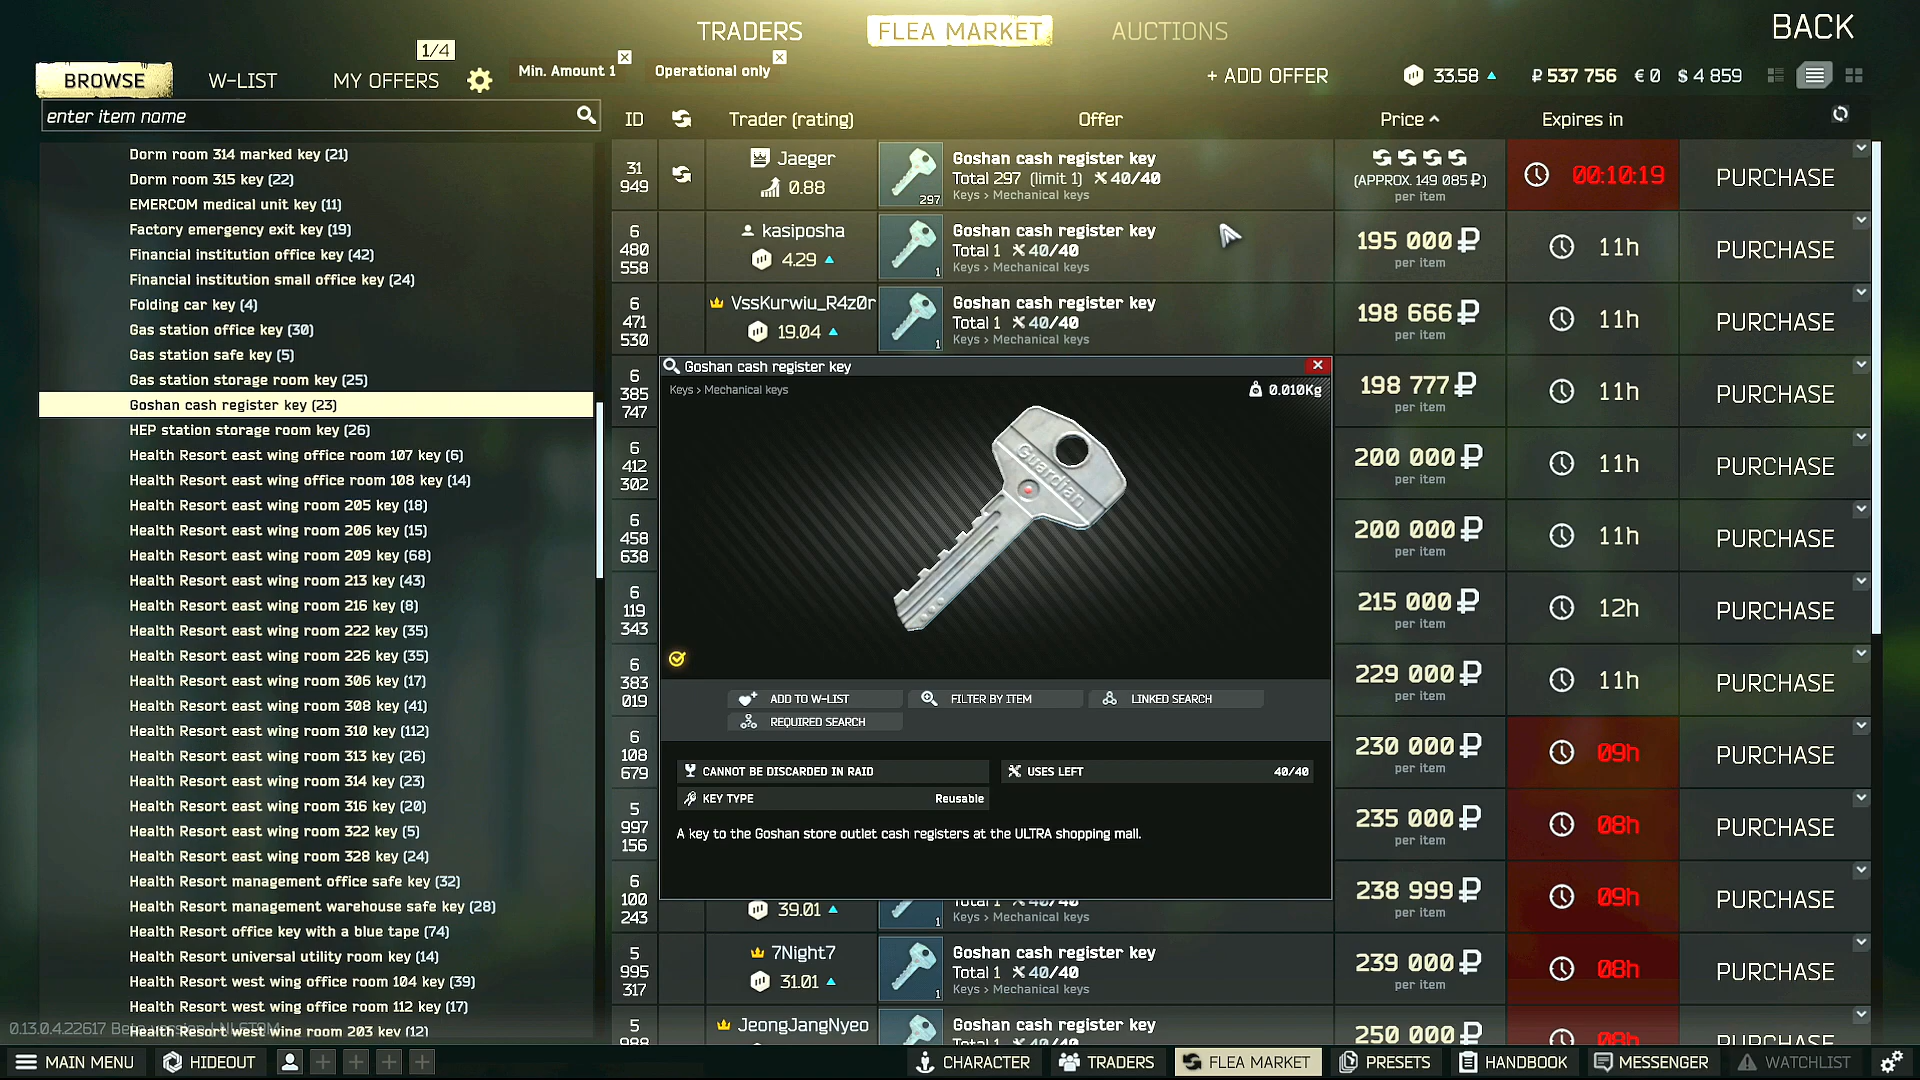 TRADERS
FLEA MARKET
AUCTIONS
BACK
1/4
BROWSE
W-LIST
MY OFFERS
Min. Amount 1
Operational only
+ ADD OFFER
33.58
₽ 537 756
€ 0
$ 4 859
enter item name
ID
Trader (rating)
Offer
Price
Expires in
Dorm room 314 marked key (21)
Dorm room 315 key (22)
EMERCOM medical unit key (11)
Factory emergency exit key (19)
Financial institution office key (42)
Financial institution small office key (24)
Folding car key (4)
Gas station office key (30)
Gas station safe key (5)
Gas station storage room key (25)
Goshan cash register key (23)
HEP station storage room key (26)
Health Resort east wing office room 107 key (6)
Health Resort east wing office room 108 key (14)
Health Resort east wing room 205 key (18)
Health Resort east wing room 206 key (15)
Health Resort east wing room 209 key (68)
Health Resort east wing room 213 key (43)
Health Resort east wing room 216 key (8)
Health Resort east wing room 222 key (35)
Health Resort east wing room 226 key (35)
Health Resort east wing room 306 key (17)
Health Resort east wing room 308 key (41)
Health Resort east wing room 310 key (112)
Health Resort east wing room 313 key (26)
Health Resort east wing room 314 key (23)
Health Resort east wing room 316 key (20)
Health Resort east wing room 322 key (5)
Health Resort east wing room 328 key (24)
Health Resort management office safe key (32)
Health Resort management warehouse safe key (28)
Health Resort office key with a blue tape (74)
Health Resort universal utility room key (14)
Health Resort west wing office room 104 key (39)
Health Resort west wing office room 112 key (17)
Health Resort west wing room 203 key (12)
0.13.0.4.22617 Beta version
31
949
Jaeger
0.88
297
Goshan cash register key
Total 297 (limit 1) 40/40
Keys > Mechanical keys
(APPROX. 149 085 ₽)
per item
00:10:19
PURCHASE
6
480
558
kasiposha
4.29
1
Goshan cash register key
Total 1 40/40
Keys > Mechanical keys
195 000 ₽
per item
11h
PURCHASE
6
471
530
VssKurwiu_R4z0r
19.04
1
Goshan cash register key
Total 1 40/40
Keys > Mechanical keys
198 666 ₽
per item
11h
PURCHASE
6
385
747
198 777 ₽
per item
11h
PURCHASE
6
412
302
200 000 ₽
per item
11h
PURCHASE
6
458
638
200 000 ₽
per item
11h
PURCHASE
6
119
343
215 000 ₽
per item
12h
PURCHASE
6
383
019
229 000 ₽
per item
11h
PURCHASE
6
108
679
230 000 ₽
per item
09h
PURCHASE
5
997
156
235 000 ₽
per item
08h
PURCHASE
6
100
243
39.01
1
Total 1 40/40
Keys > Mechanical keys
238 999 ₽
per item
09h
PURCHASE
5
995
317
7Night7
31.01
1
Goshan cash register key
Total 1 40/40
Keys > Mechanical keys
239 000 ₽
per item
08h
PURCHASE
5
988
JeongJangNyeo
Goshan cash register key
Total 1 40/40
250 000 ₽
08h
PURCHASE
Goshan cash register key
Keys > Mechanical keys
0.010Kg
Guardian
ADD TO W-LIST
FILTER BY ITEM
LINKED SEARCH
REQUIRED SEARCH
CANNOT BE DISCARDED IN RAID
USES LEFT 40/40
KEY TYPE Reusable
A key to the Goshan store outlet cash registers at the ULTRA shopping mall.
MAIN MENU
HIDEOUT
CHARACTER
TRADERS
FLEA MARKET
PRESETS
HANDBOOK
MESSENGER
WATCHLIST